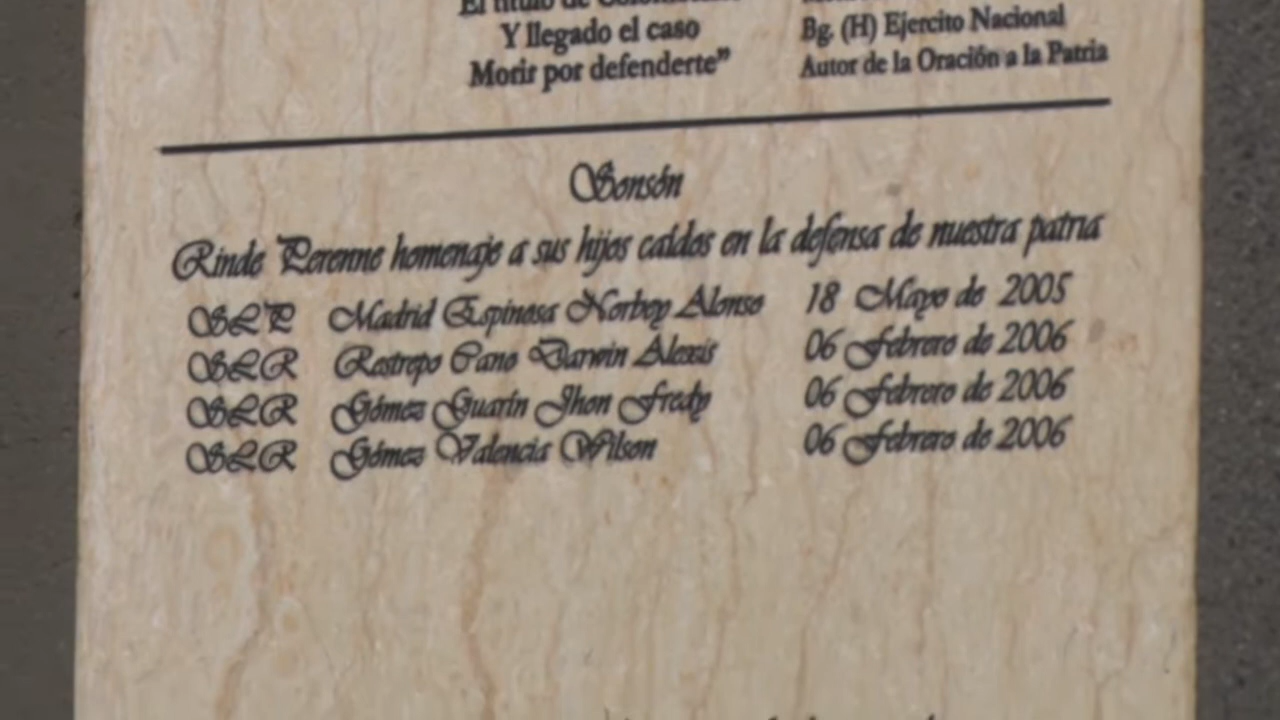 El título de
Y llegado el caso
Morir por defenderte”
Bg. (H) Ejercito Nacional
Autor de la Oración a la Patria
Sonsón
Rinde Perenne homenaje a sus hijos caídos en la defensa de nuestra patria
SLP Madrid Espinosa Norbey Alonso 18 Mayo de 2005
SLR Restrepo Cano Darwin Alexis 06 Febrero de 2006
SLR Gómez Guarín Jhon Fredy 06 Febrero de 2006
SLR Gómez Valencia Wilson 06 Febrero de 2006